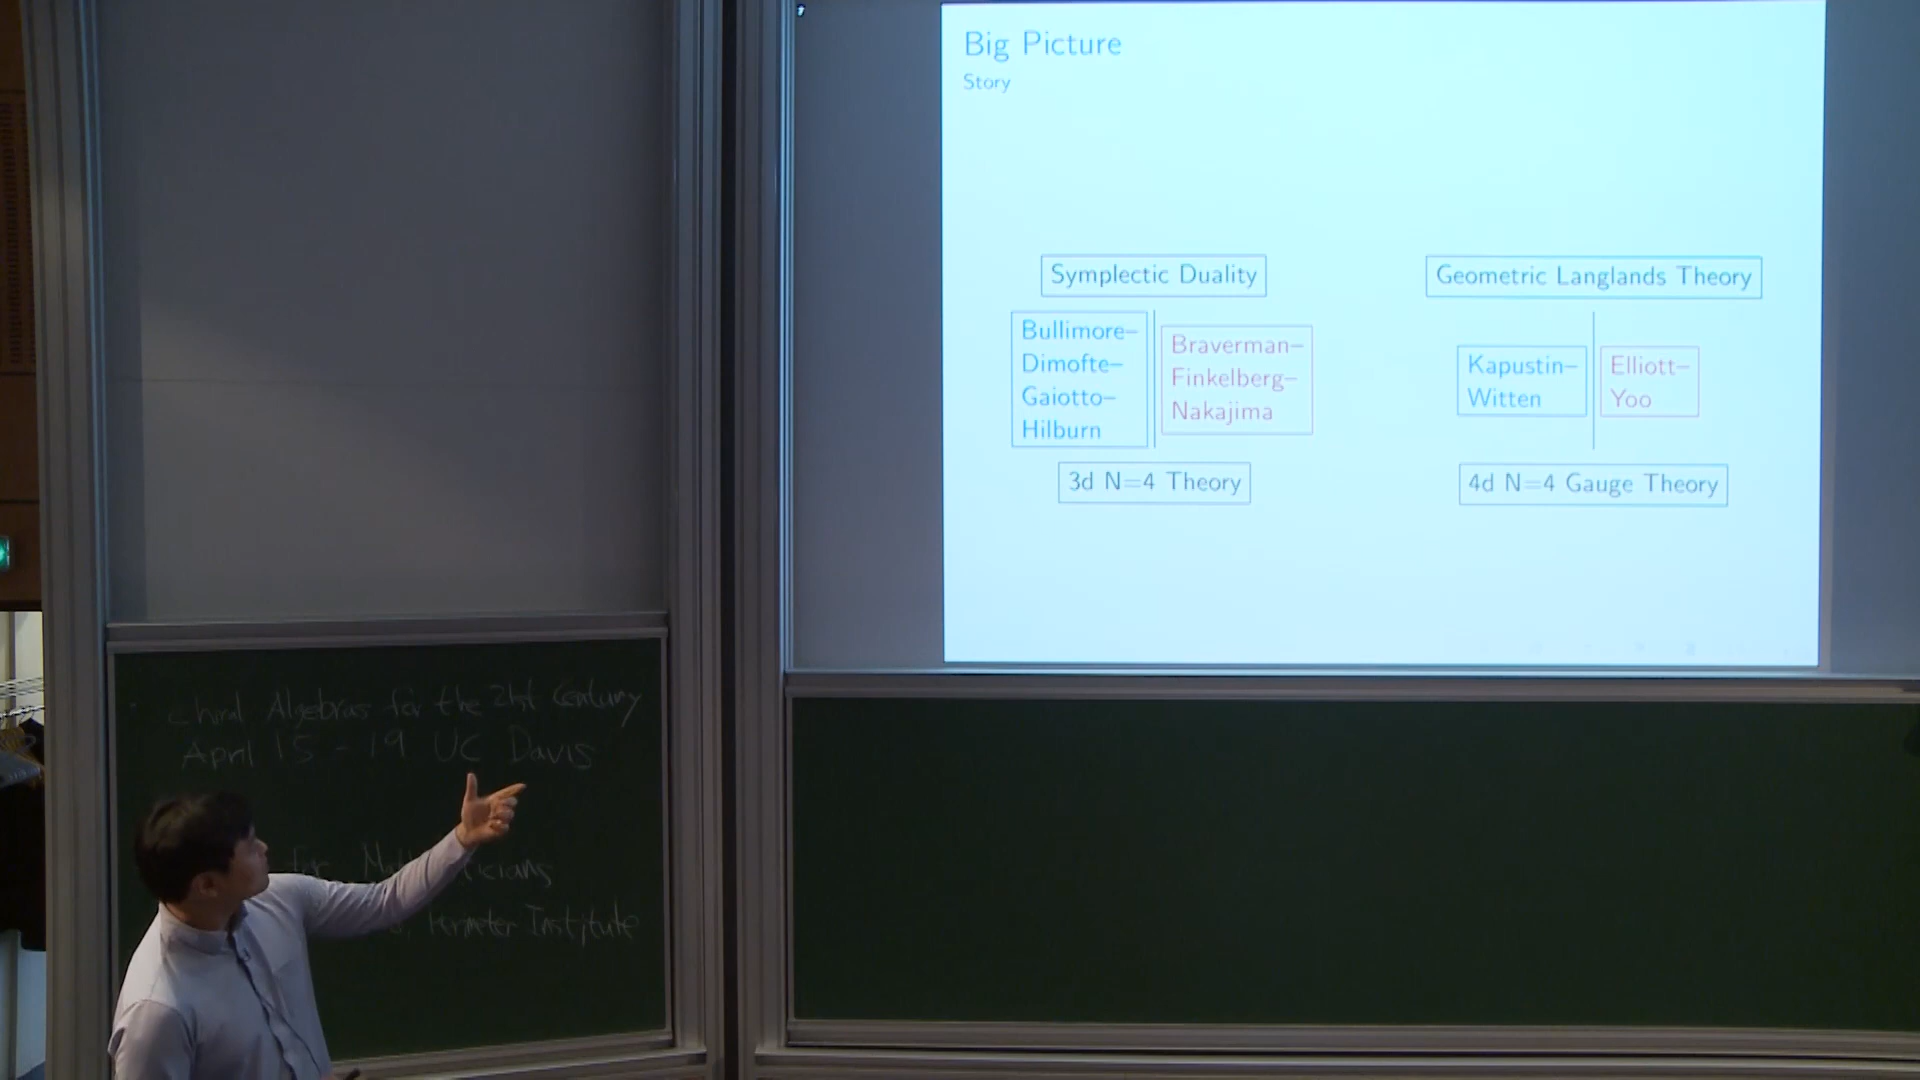 Big Picture
Story
Symplectic Duality
Bullimore–
Dimofte–
Gaiotto–
Hilburn
Braverman–
Finkelberg–
Nakajima
3d N=4 Theory
Geometric Langlands Theory
Kapustin–
Witten
Elliott–
Yoo
4d N=4 Gauge Theory
Chiral Algebras for the 21st Century
April 15 - 19 UC Davis
for
Perimeter Institute